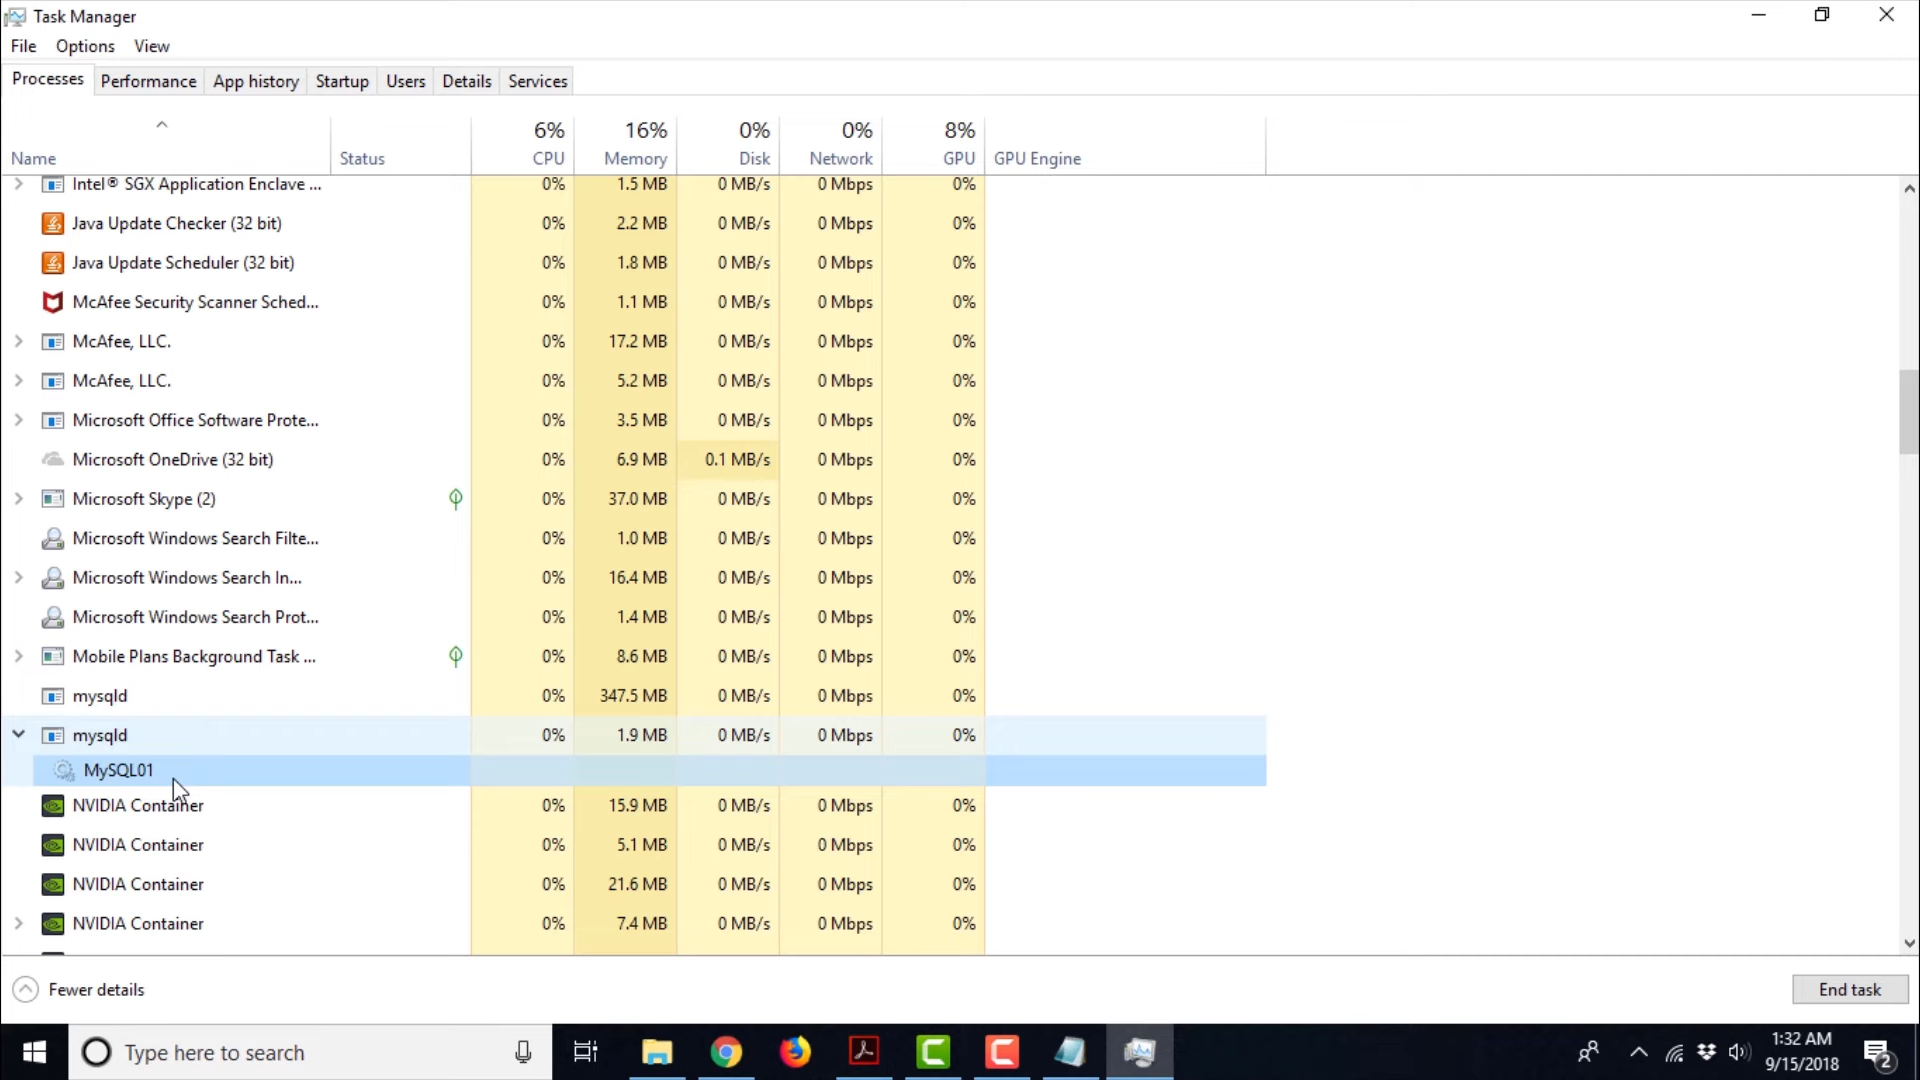 Task Manager
File Options View
Processes Performance App history Startup Users Details Services
6% 16% 0% 0% 8%
Name Status CPU Memory Disk Network GPU GPU Engine
Intel® SGX Application Enclave ... 0% 1.5 MB 0 MB/s 0 Mbps 0%
Java Update Checker (32 bit) 0% 2.2 MB 0 MB/s 0 Mbps 0%
Java Update Scheduler (32 bit) 0% 1.8 MB 0 MB/s 0 Mbps 0%
McAfee Security Scanner Sched... 0% 1.1 MB 0 MB/s 0 Mbps 0%
McAfee, LLC. 0% 17.2 MB 0 MB/s 0 Mbps 0%
McAfee, LLC. 0% 5.2 MB 0 MB/s 0 Mbps 0%
Microsoft Office Software Prote... 0% 3.5 MB 0 MB/s 0 Mbps 0%
Microsoft OneDrive (32 bit) 0% 6.9 MB 0.1 MB/s 0 Mbps 0%
Microsoft Skype (2) 0% 37.0 MB 0 MB/s 0 Mbps 0%
Microsoft Windows Search Filte... 0% 1.0 MB 0 MB/s 0 Mbps 0%
Microsoft Windows Search In... 0% 16.4 MB 0 MB/s 0 Mbps 0%
Microsoft Windows Search Prot... 0% 1.4 MB 0 MB/s 0 Mbps 0%
Mobile Plans Background Task ... 0% 8.6 MB 0 MB/s 0 Mbps 0%
mysqld 0% 347.5 MB 0 MB/s 0 Mbps 0%
mysqld 0% 1.9 MB 0 MB/s 0 Mbps 0%
MySQL01
NVIDIA Container 0% 15.9 MB 0 MB/s 0 Mbps 0%
NVIDIA Container 0% 5.1 MB 0 MB/s 0 Mbps 0%
NVIDIA Container 0% 21.6 MB 0 MB/s 0 Mbps 0%
NVIDIA Container 0% 7.4 MB 0 MB/s 0 Mbps 0%
Fewer details End task
Type here to search
1:32 AM
9/15/2018
2